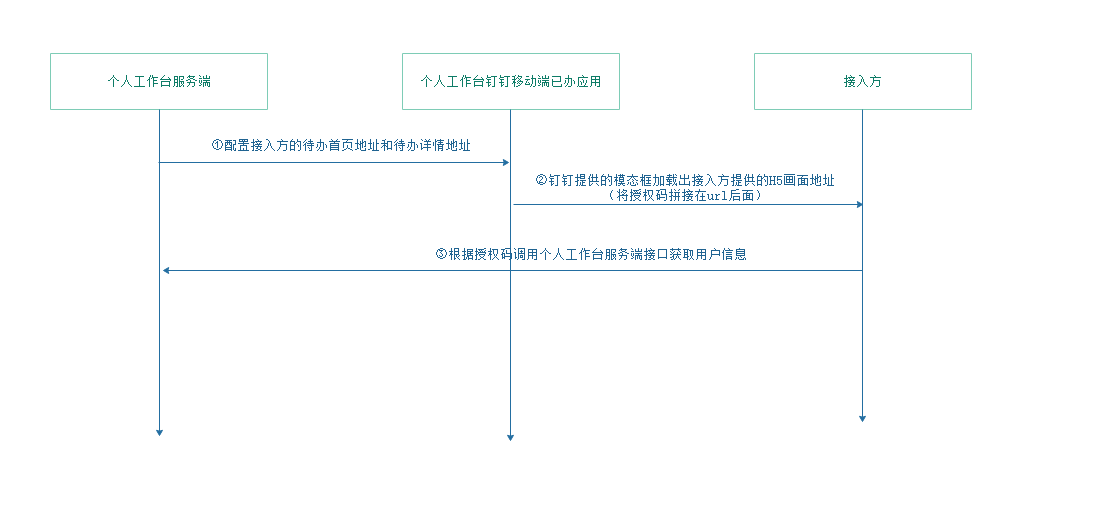 个人工作台服务端
个人工作台钉钉移动端已办应用
接入方
①配置接入方的待办首页地址和待办详情地址
②钉钉提供的模态框加载出接入方提供的H5画面地址
（将授权码拼接在url后面）
③根据授权码调用个人工作台服务端接口获取用户信息